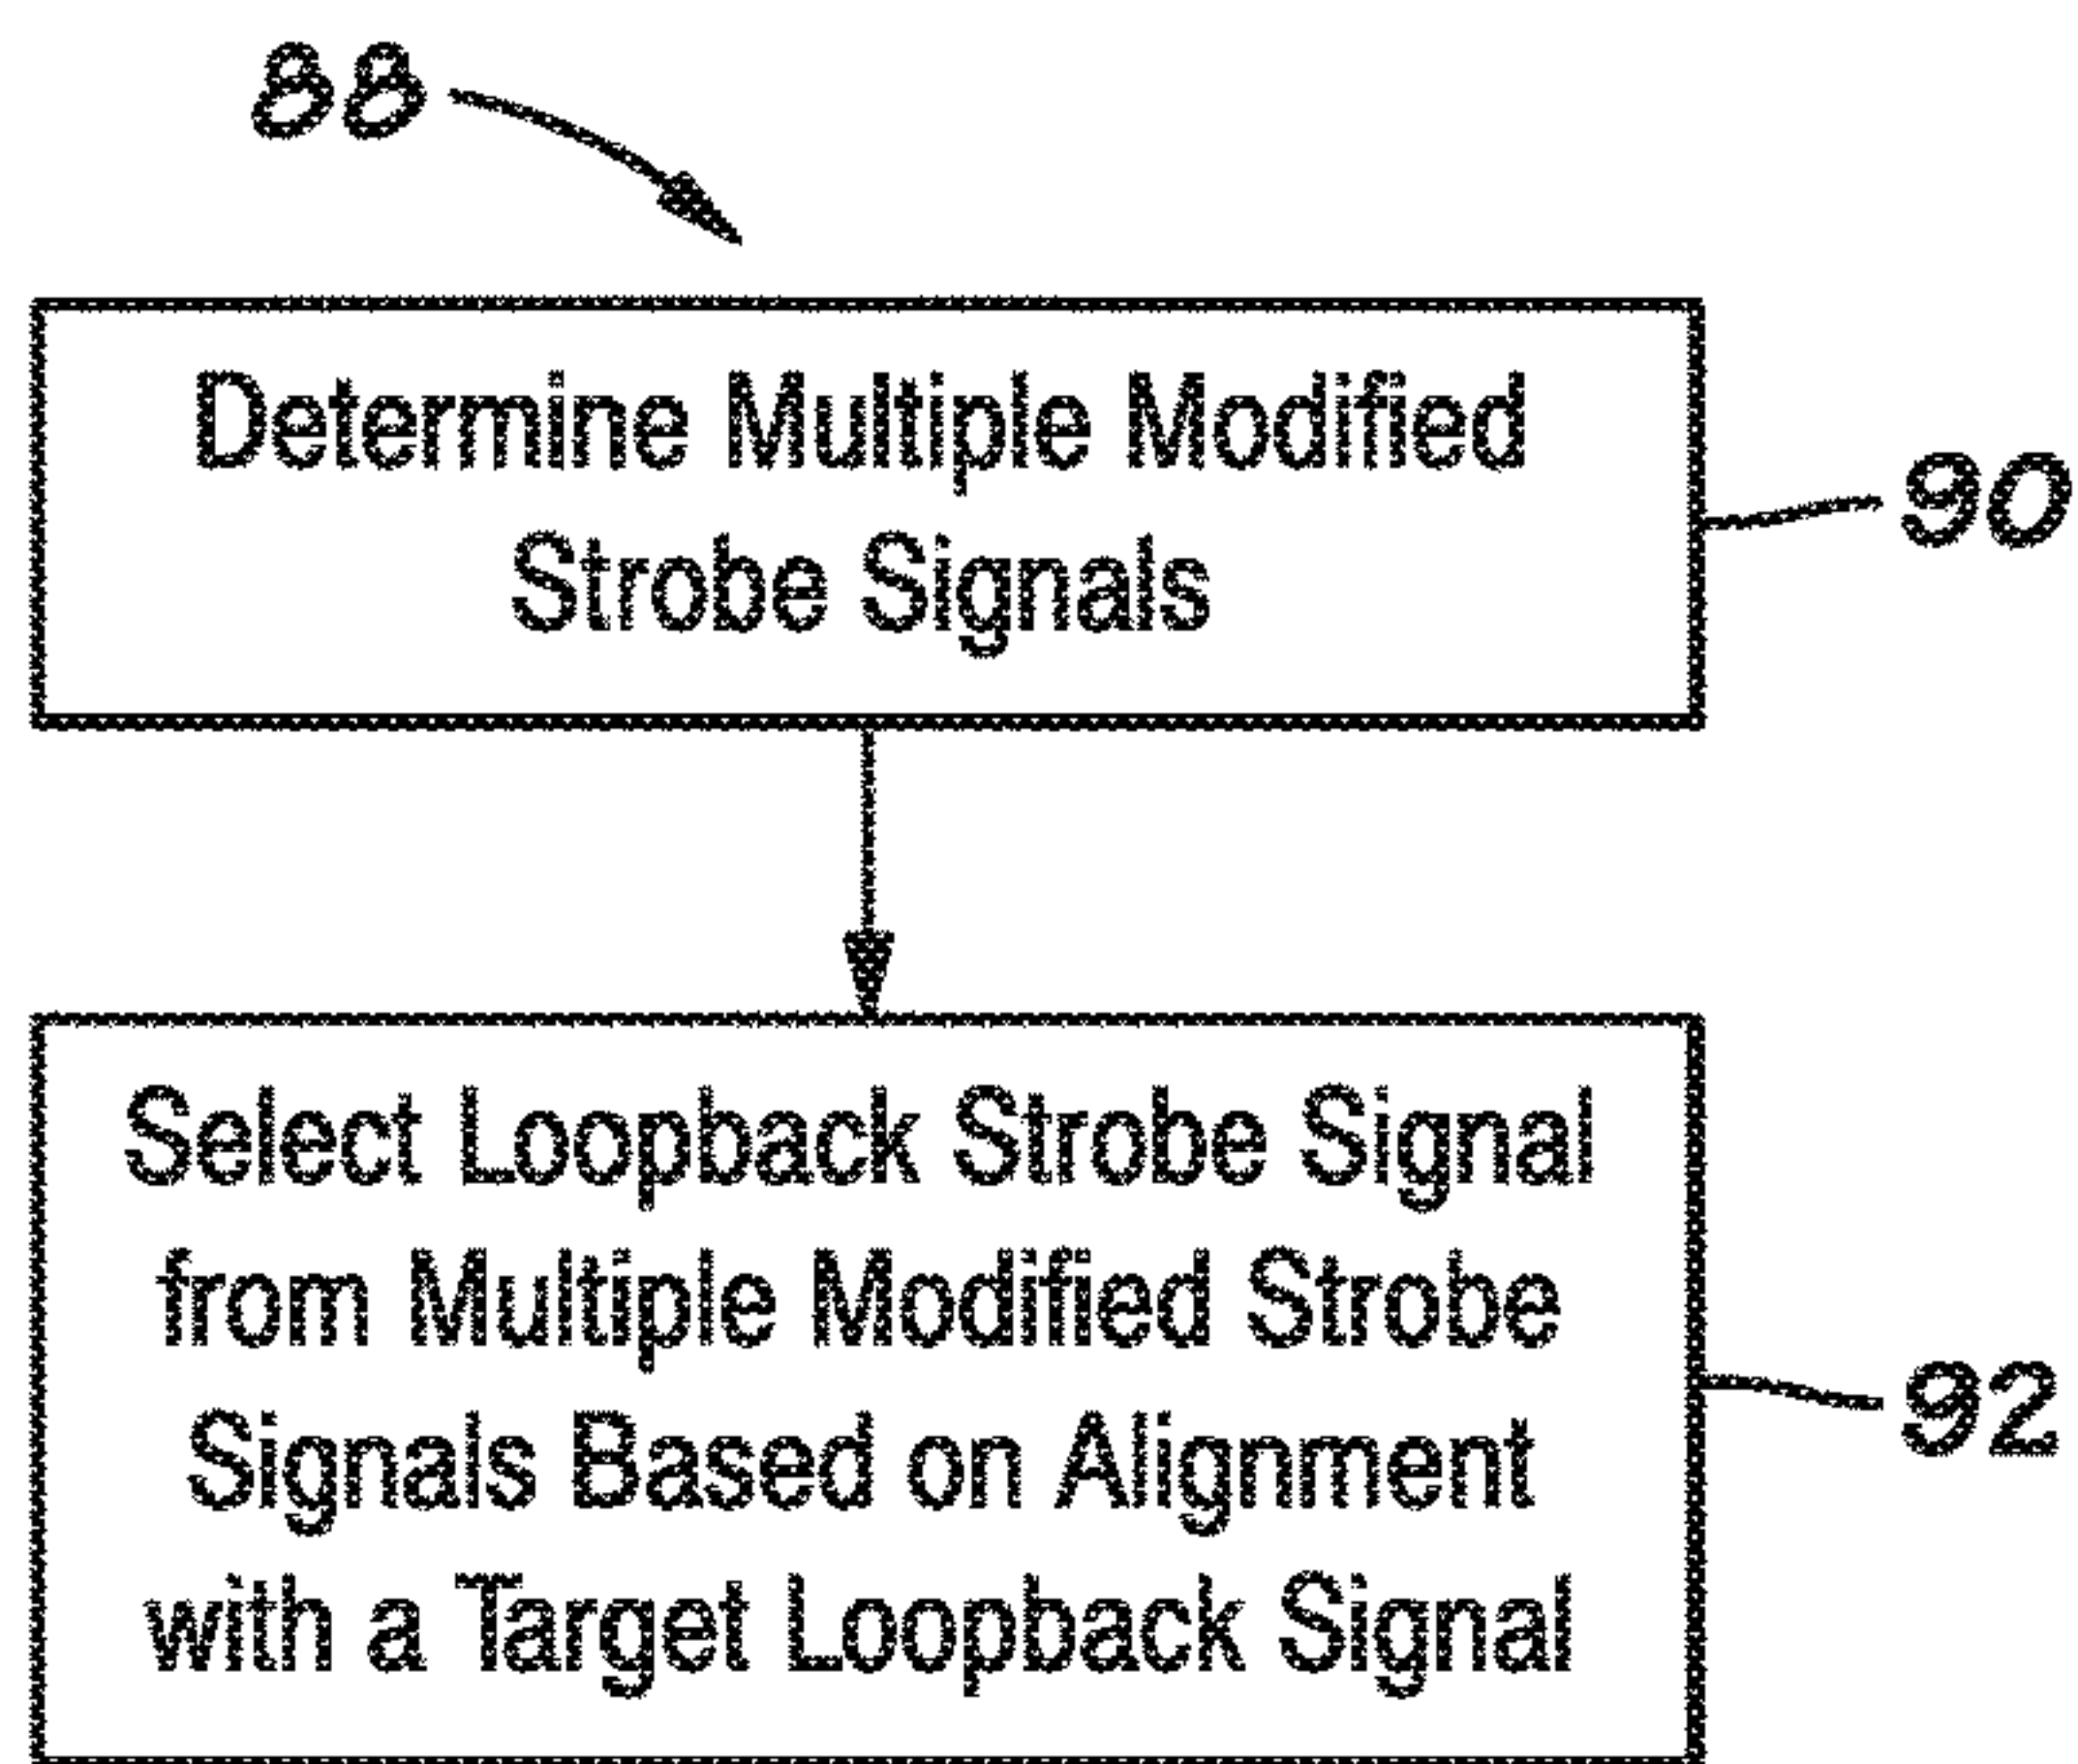 88
Determine Multiple Modified
Strobe Signals
90
Select Loopback Strobe Signal
from Multiple Modified Strobe
Signals Based on Alignment
with a Target Loopback Signal
92